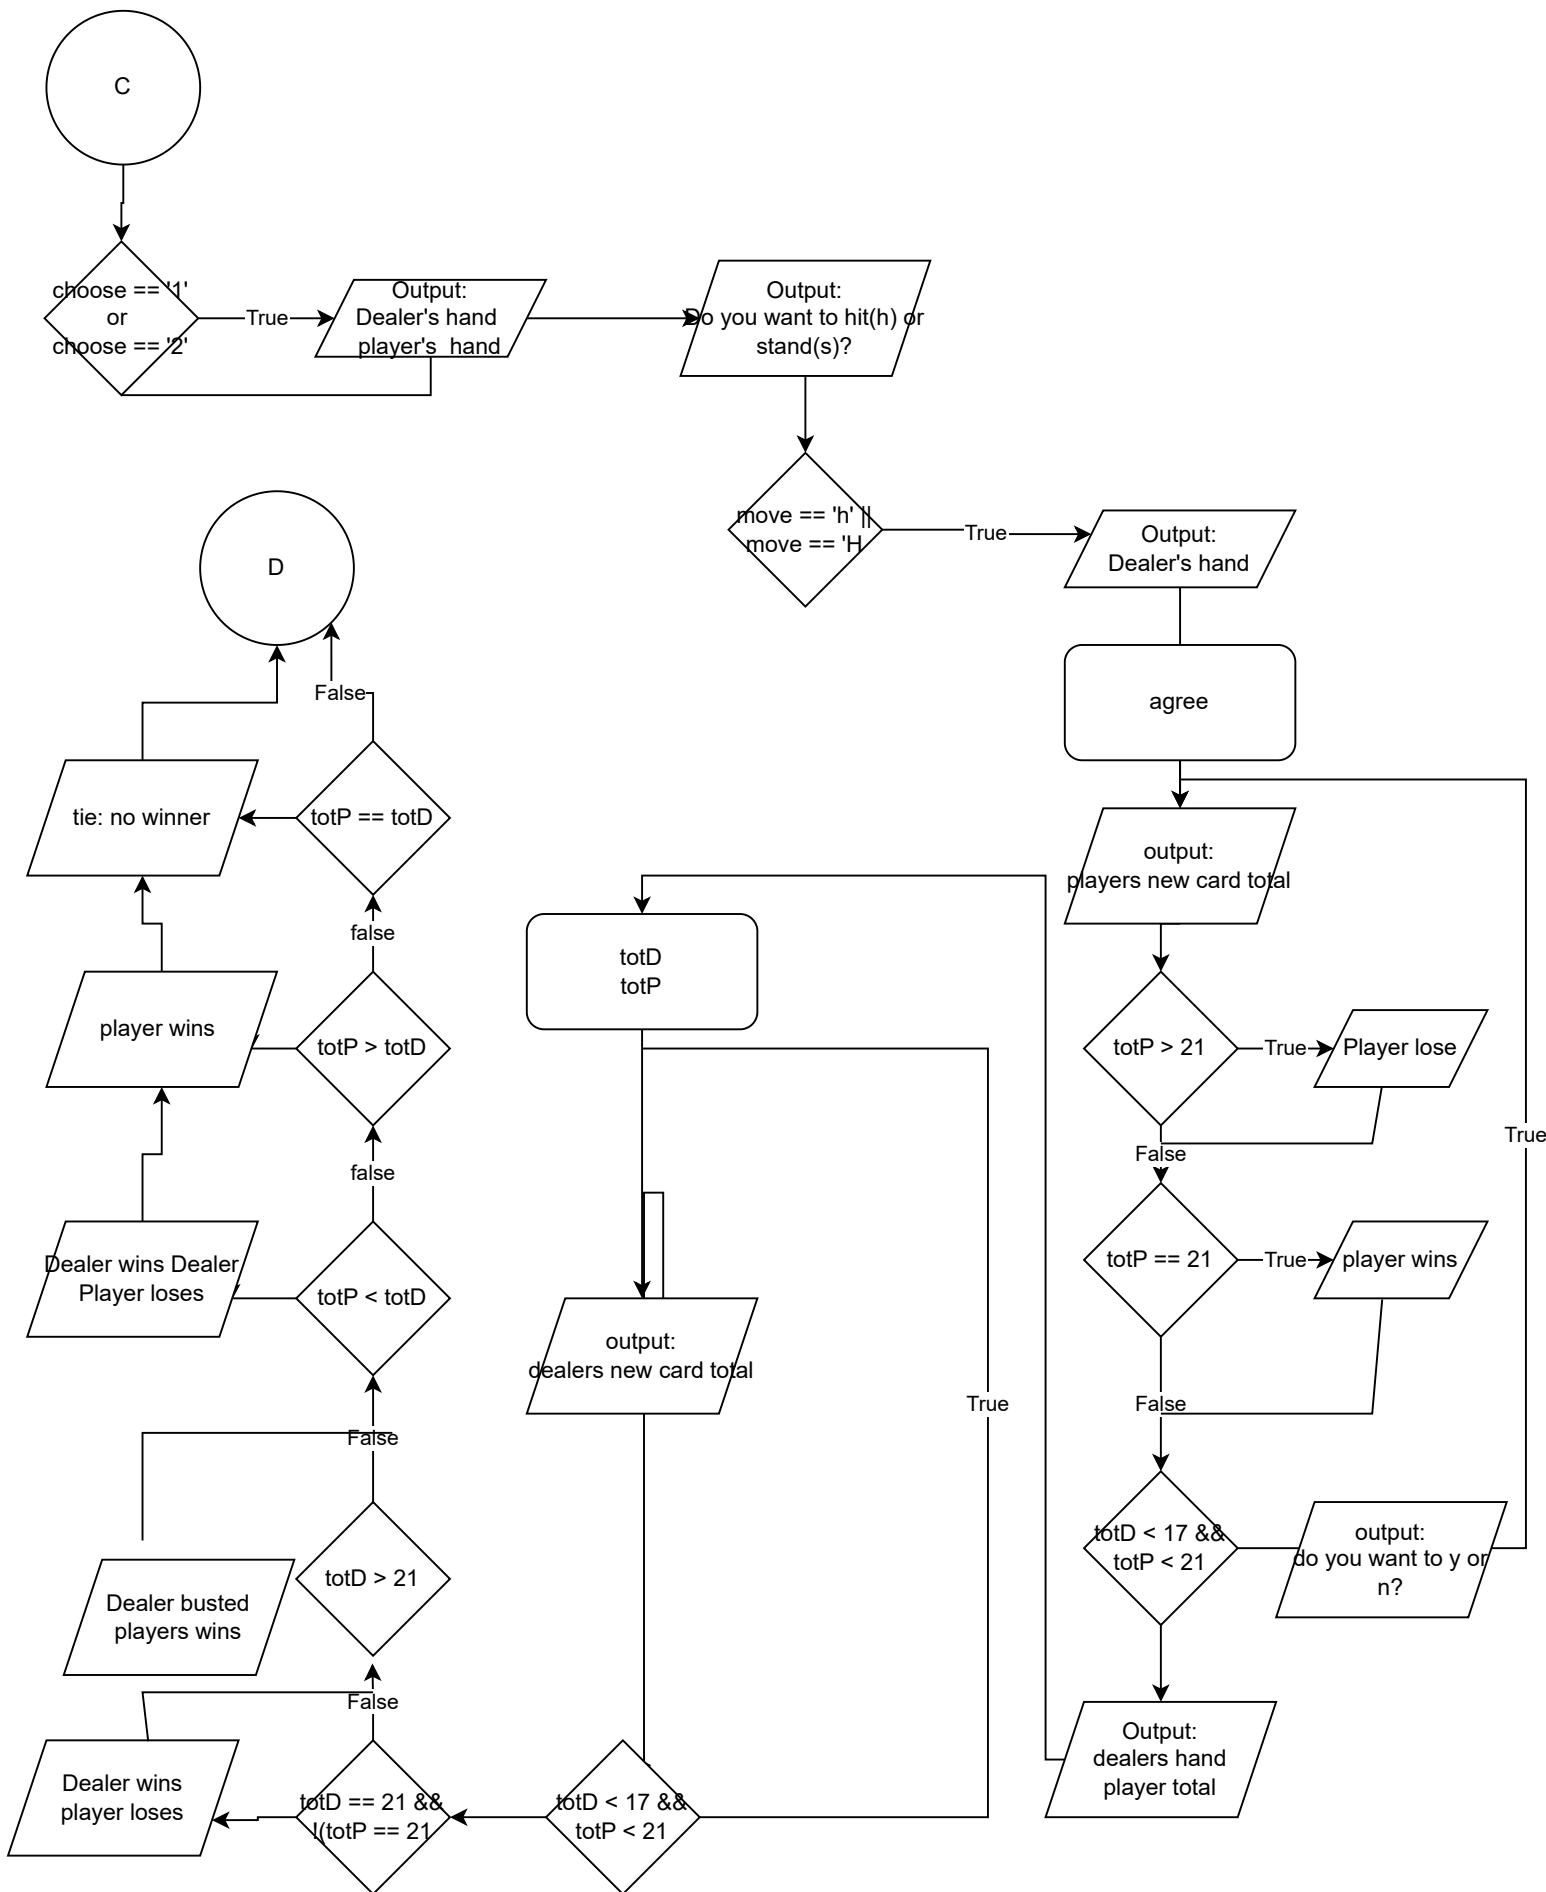 C
choose == '1'
or
choose == '2'
True
Output:
Dealer's hand
player's  hand
Output:
Do you want to hit(h) or
stand(s)?
move == 'h' ||
move == 'H
True
Output:
Dealer's hand
agree
output:
players new card total
totP > 21
True
Player lose
False
totP == 21
True
player wins
False
totD < 17 &&
totP < 21
output:
do you want to y or
n?
True
Output:
dealers hand
player total
totD
totP
output:
dealers new card total
True
totD < 17 &&
totP < 21
totD == 21 &&
!(totP == 21
Dealer wins
player loses
False
totD > 21
Dealer busted
players wins
False
totP < totD
Dealer wins Dealer
Player loses
false
totP > totD
player wins
false
totP == totD
tie: no winner
False
D